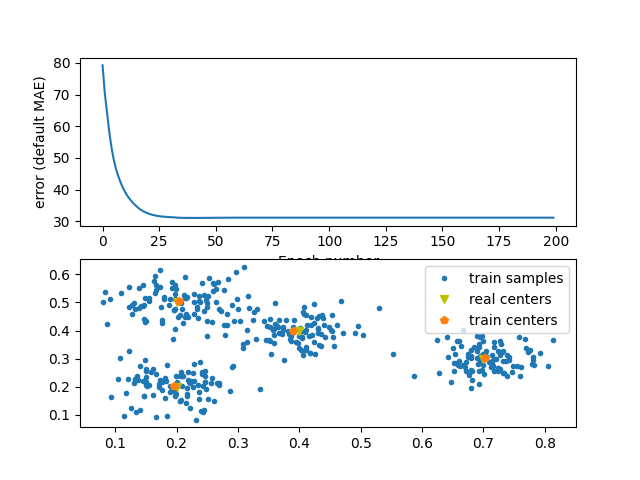 80
70
60
50
40
30
error (default MAE)
0 25 50 75 100 125 150 175 200
Epoch number
0.6
0.5
0.4
0.3
0.2
0.1
train samples
real centers
train centers
0.1 0.2 0.3 0.4 0.5 0.6 0.7 0.8